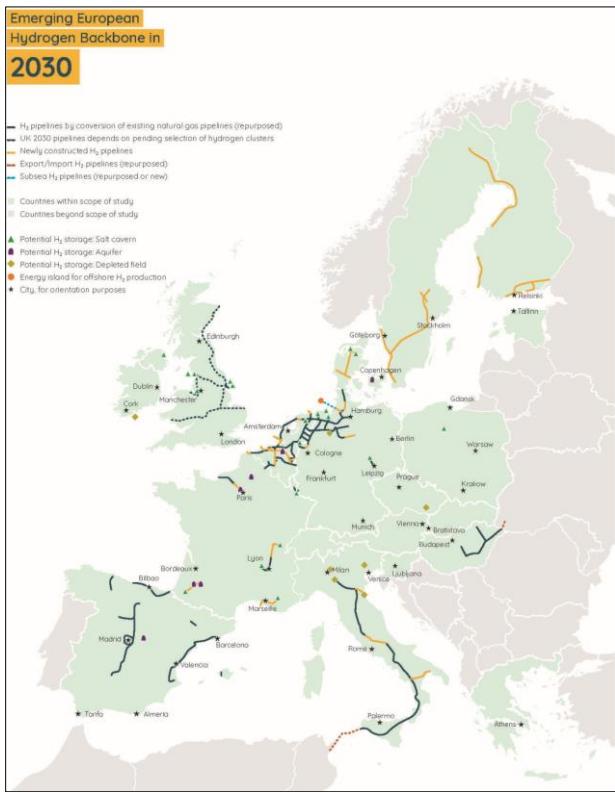 Emerging European
Hydrogen Backbone in
2030
H₂ pipelines by conversion of existing natural gas pipelines (repurposed)
UK 2030 pipelines depends on pending selection of hydrogen clusters
Newly constructed H₂ pipelines
Export/Import H₂ pipelines (repurposed)
Subsea H₂ pipelines (repurposed or new)
Countries within scope of study
Countries beyond scope of study
Potential H₂ storage: Salt cavern
Potential H₂ storage: Aquifer
Potential H₂ storage: Depleted field
Energy island for offshore H₂ production
City, for orientation purposes
Helsinki
Tallinn
Stockholm
Göteborg
Edinburgh
Copenhagen
Dublin
Manchester
Cork
Gdansk
Hamburg
Amsterdam
London
Berlin
Warsaw
Cologne
Leipzig
Frankfurt
Prague
Krakow
Paris
Munich
Vienna
Bratislava
Budapest
Lyon
Bordeaux
Milan
Venice
Ljubljana
Bilbao
Marseille
Madrid
Barcelona
Rome
Valencia
Palermo
Athens
Tarifa
Almería